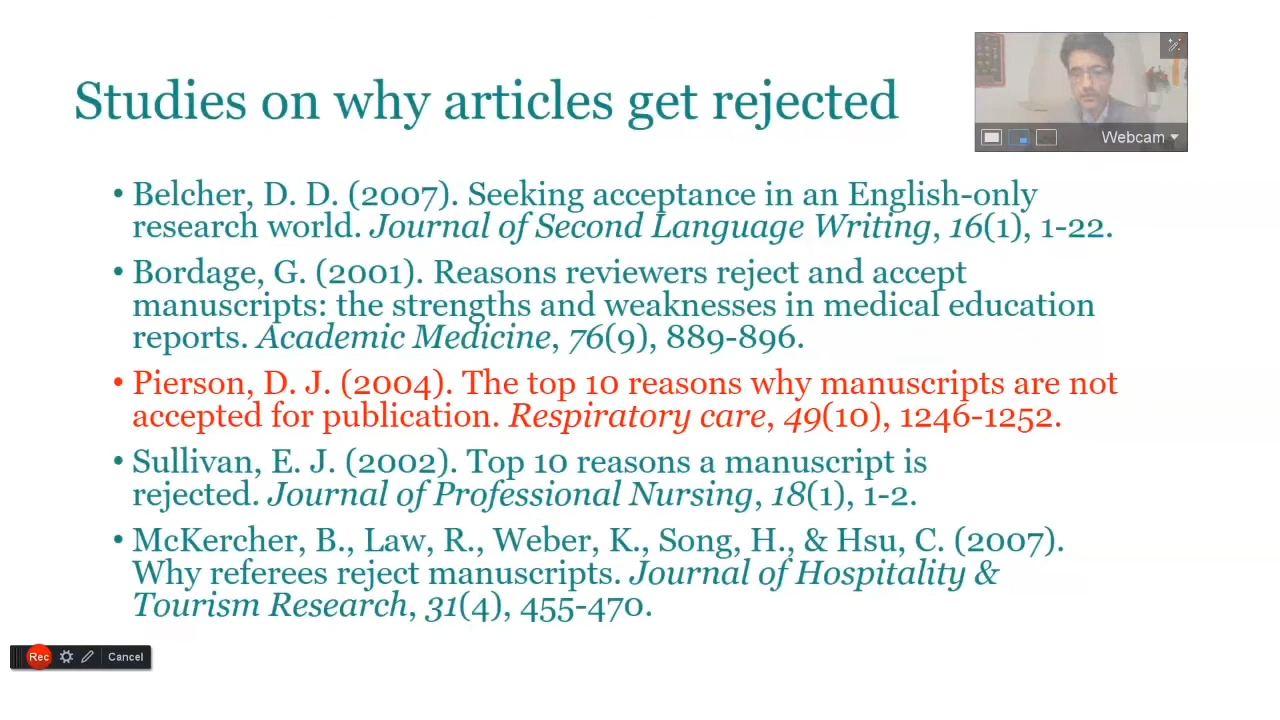 Studies on why articles get rejected
Webcam
• Belcher, D. D. (2007). Seeking acceptance in an English-only
research world. Journal of Second Language Writing, 16(1), 1-22.
• Bordage, G. (2001). Reasons reviewers reject and accept
manuscripts: the strengths and weaknesses in medical education
reports. Academic Medicine, 76(9), 889-896.
• Pierson, D. J. (2004). The top 10 reasons why manuscripts are not
accepted for publication. Respiratory care, 49(10), 1246-1252.
• Sullivan, E. J. (2002). Top 10 reasons a manuscript is
rejected. Journal of Professional Nursing, 18(1), 1-2.
• McKercher, B., Law, R., Weber, K., Song, H., & Hsu, C. (2007).
Why referees reject manuscripts. Journal of Hospitality &
Tourism Research, 31(4), 455-470.
Rec Cancel